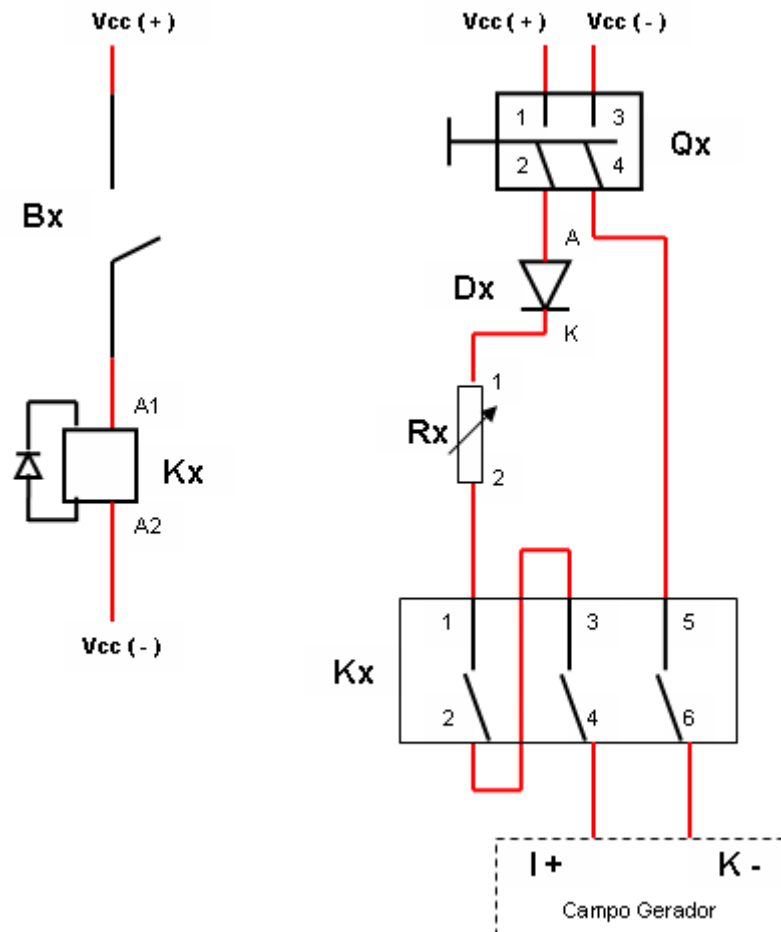 Vcc ( + )
Bx
A1
Kx
A2
Vcc ( - )
Vcc ( + ) Vcc ( - )
1 3
Qx
2 4
A
Dx
K
1
Rx
2
1 3 5
Kx
2 4 6
I + K -
Campo Gerador